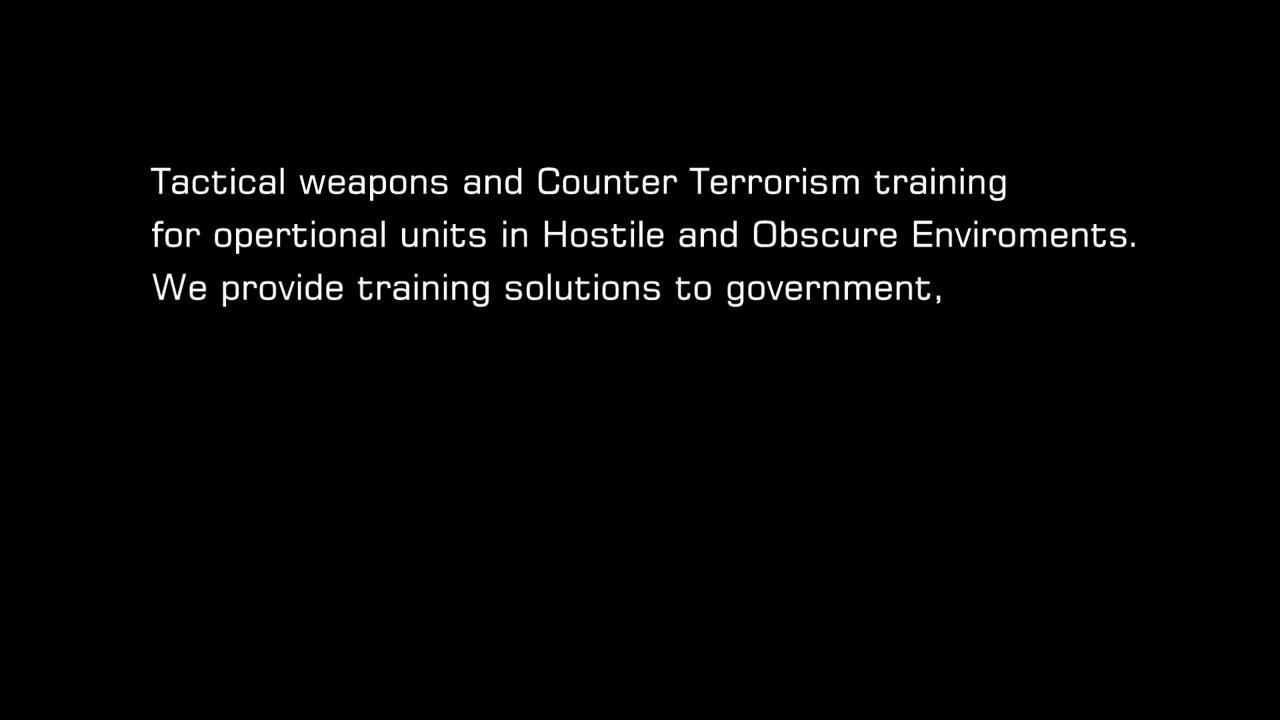 Tactical weapons and Counter Terrorism training
for opertional units in Hostile and Obscure Enviroments.
We provide training solutions to government,